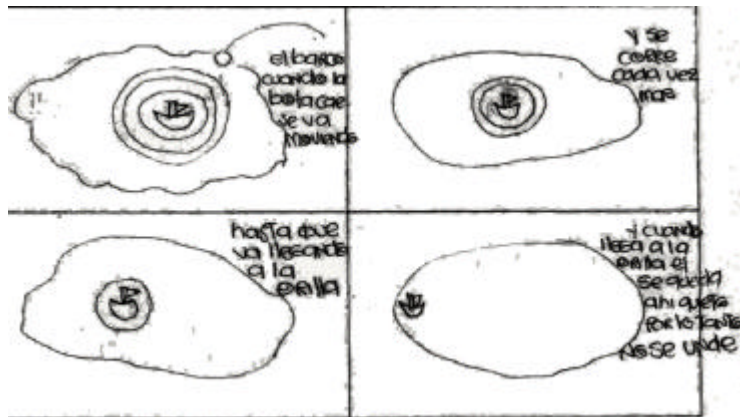 el barco
cuando la
bola cae
se va
moviendo
y se
corre
cada vez
mas
hasta que
va llegando
a la
orilla
y cuando
llega a la
orilla el
se queda
ahi quieto
por lo tanto
No se unde